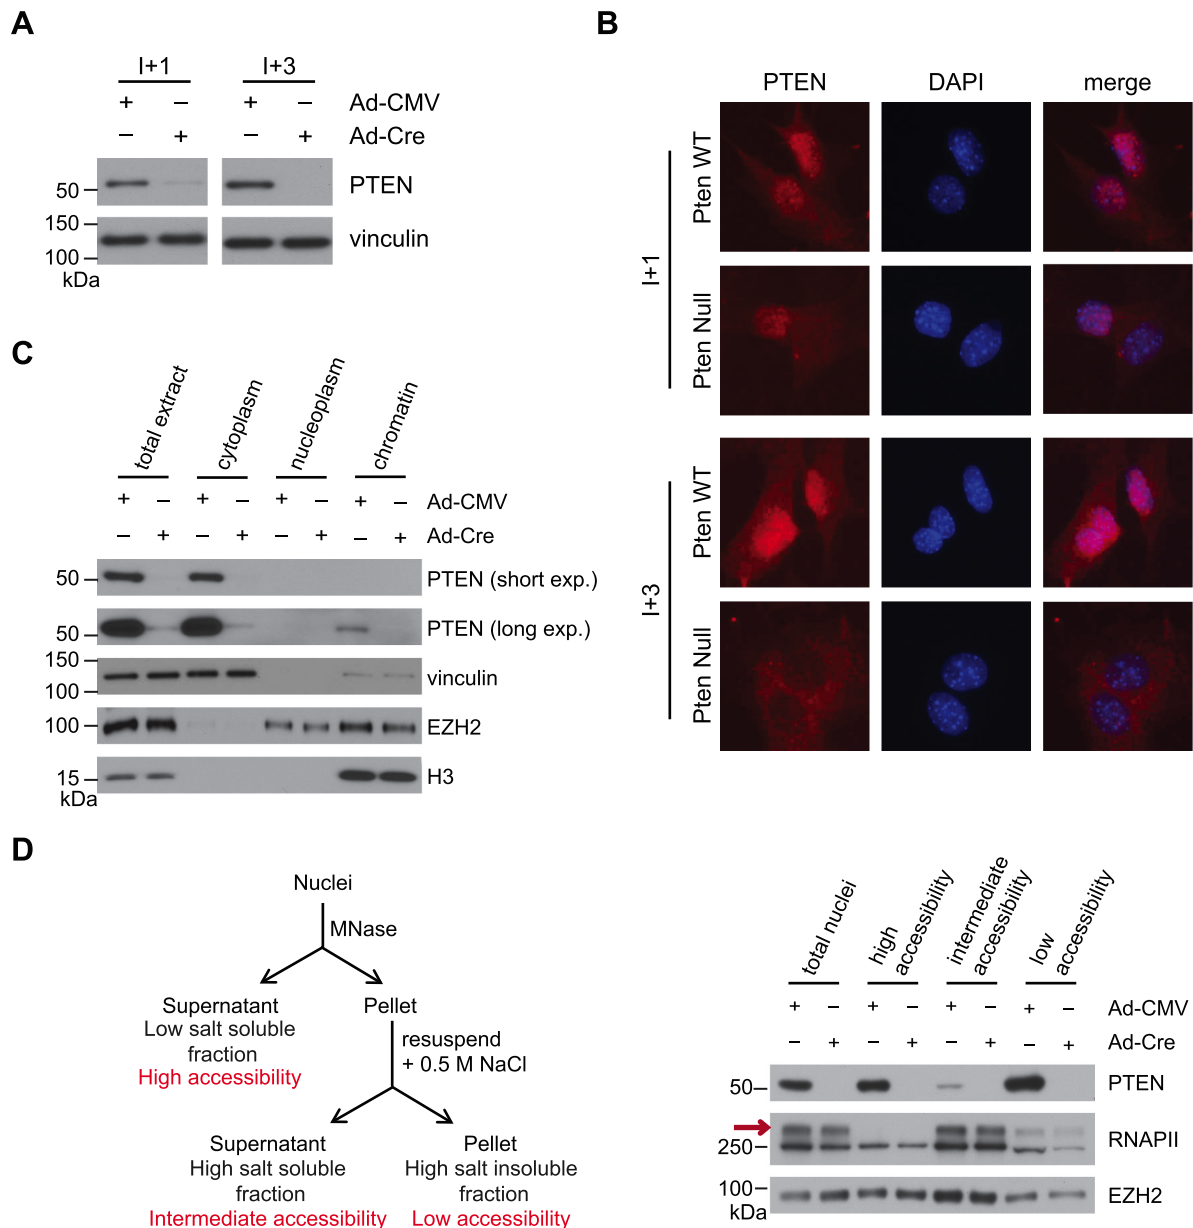 A
I+1
I+3
+ – + – Ad-CMV
– + – + Ad-Cre
50 – PTEN
150 – vinculin
100 –
kDa
B
PTEN DAPI merge
I+1
Pten WT
Pten Null
I+3
Pten WT
Pten Null
C
total extract
cytoplasm
nucleoplasm
chromatin
+ – + – + – + – Ad-CMV
– + – + – + – + Ad-Cre
50 – PTEN (short exp.)
50 – PTEN (long exp.)
150 – vinculin
100 –
100 – EZH2
15 – H3
kDa
D
Nuclei
MNase
Supernatant
Low salt soluble
fraction
High accessibility
Pellet
resuspend
+ 0.5 M NaCl
Supernatant
High salt soluble
fraction
Intermediate accessibility
Pellet
High salt insoluble
fraction
Low accessibility
total nuclei
high
accessibility
intermediate
accessibility
low
accessibility
+ – + – + – + – Ad-CMV
– + – + – + – + Ad-Cre
50 – PTEN
250 – RNAPII
100 – EZH2
kDa